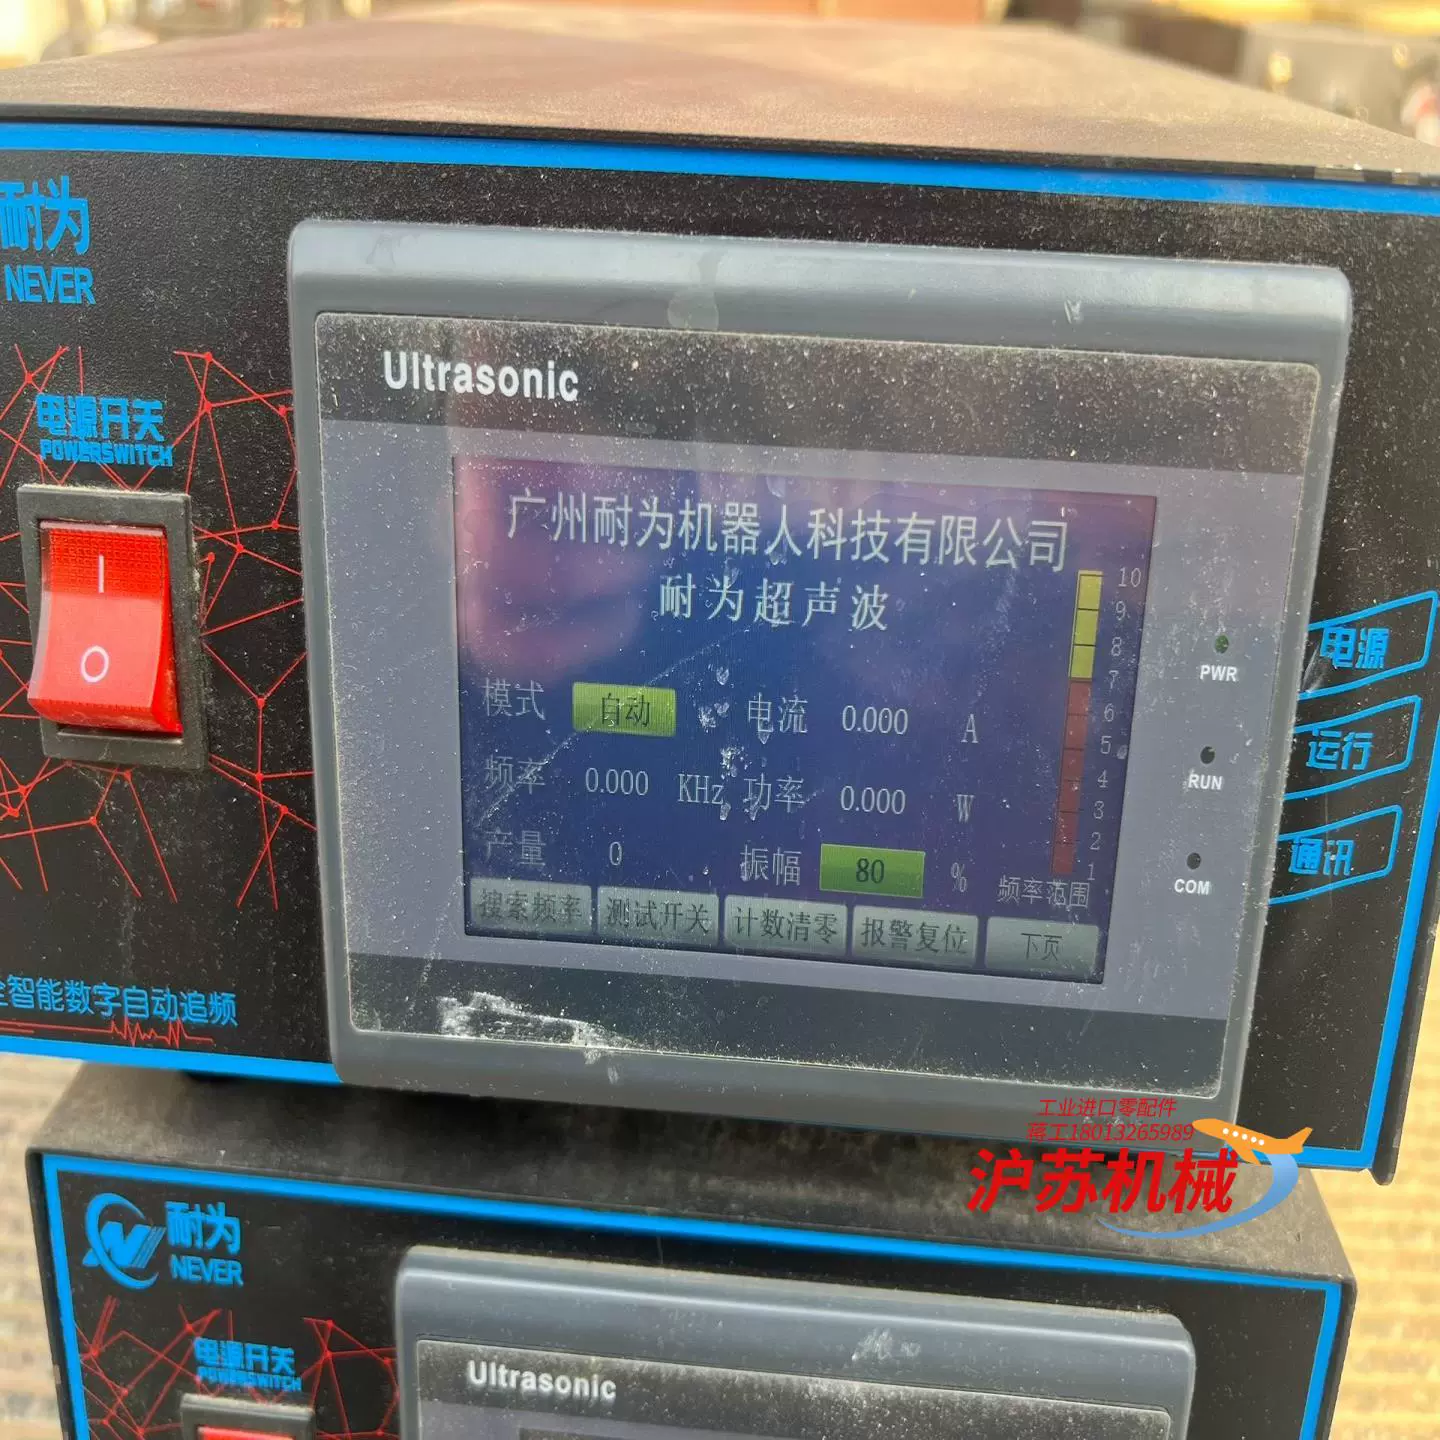 耐为
NEVER
Ultrasonic
电源开关
POWERSWITCH
广州耐为机器人科技有限公司
耐为超声波
10
9
8
7
6
5
4
3
2
1
模式 自动 电流 0.000 A
频率 0.000 KHz 功率 0.000 W
产量 0 振幅 80 %
频率范围
搜索频率 测试开关 计数清零 报警复位 下页
PWR
RUN
COM
电源
运行
通讯
全智能数字自动追频
工业进口零配件
蒋工18013265989
沪苏机械
耐为
NEVER
电源开关
POWERSWITCH
Ultrasonic